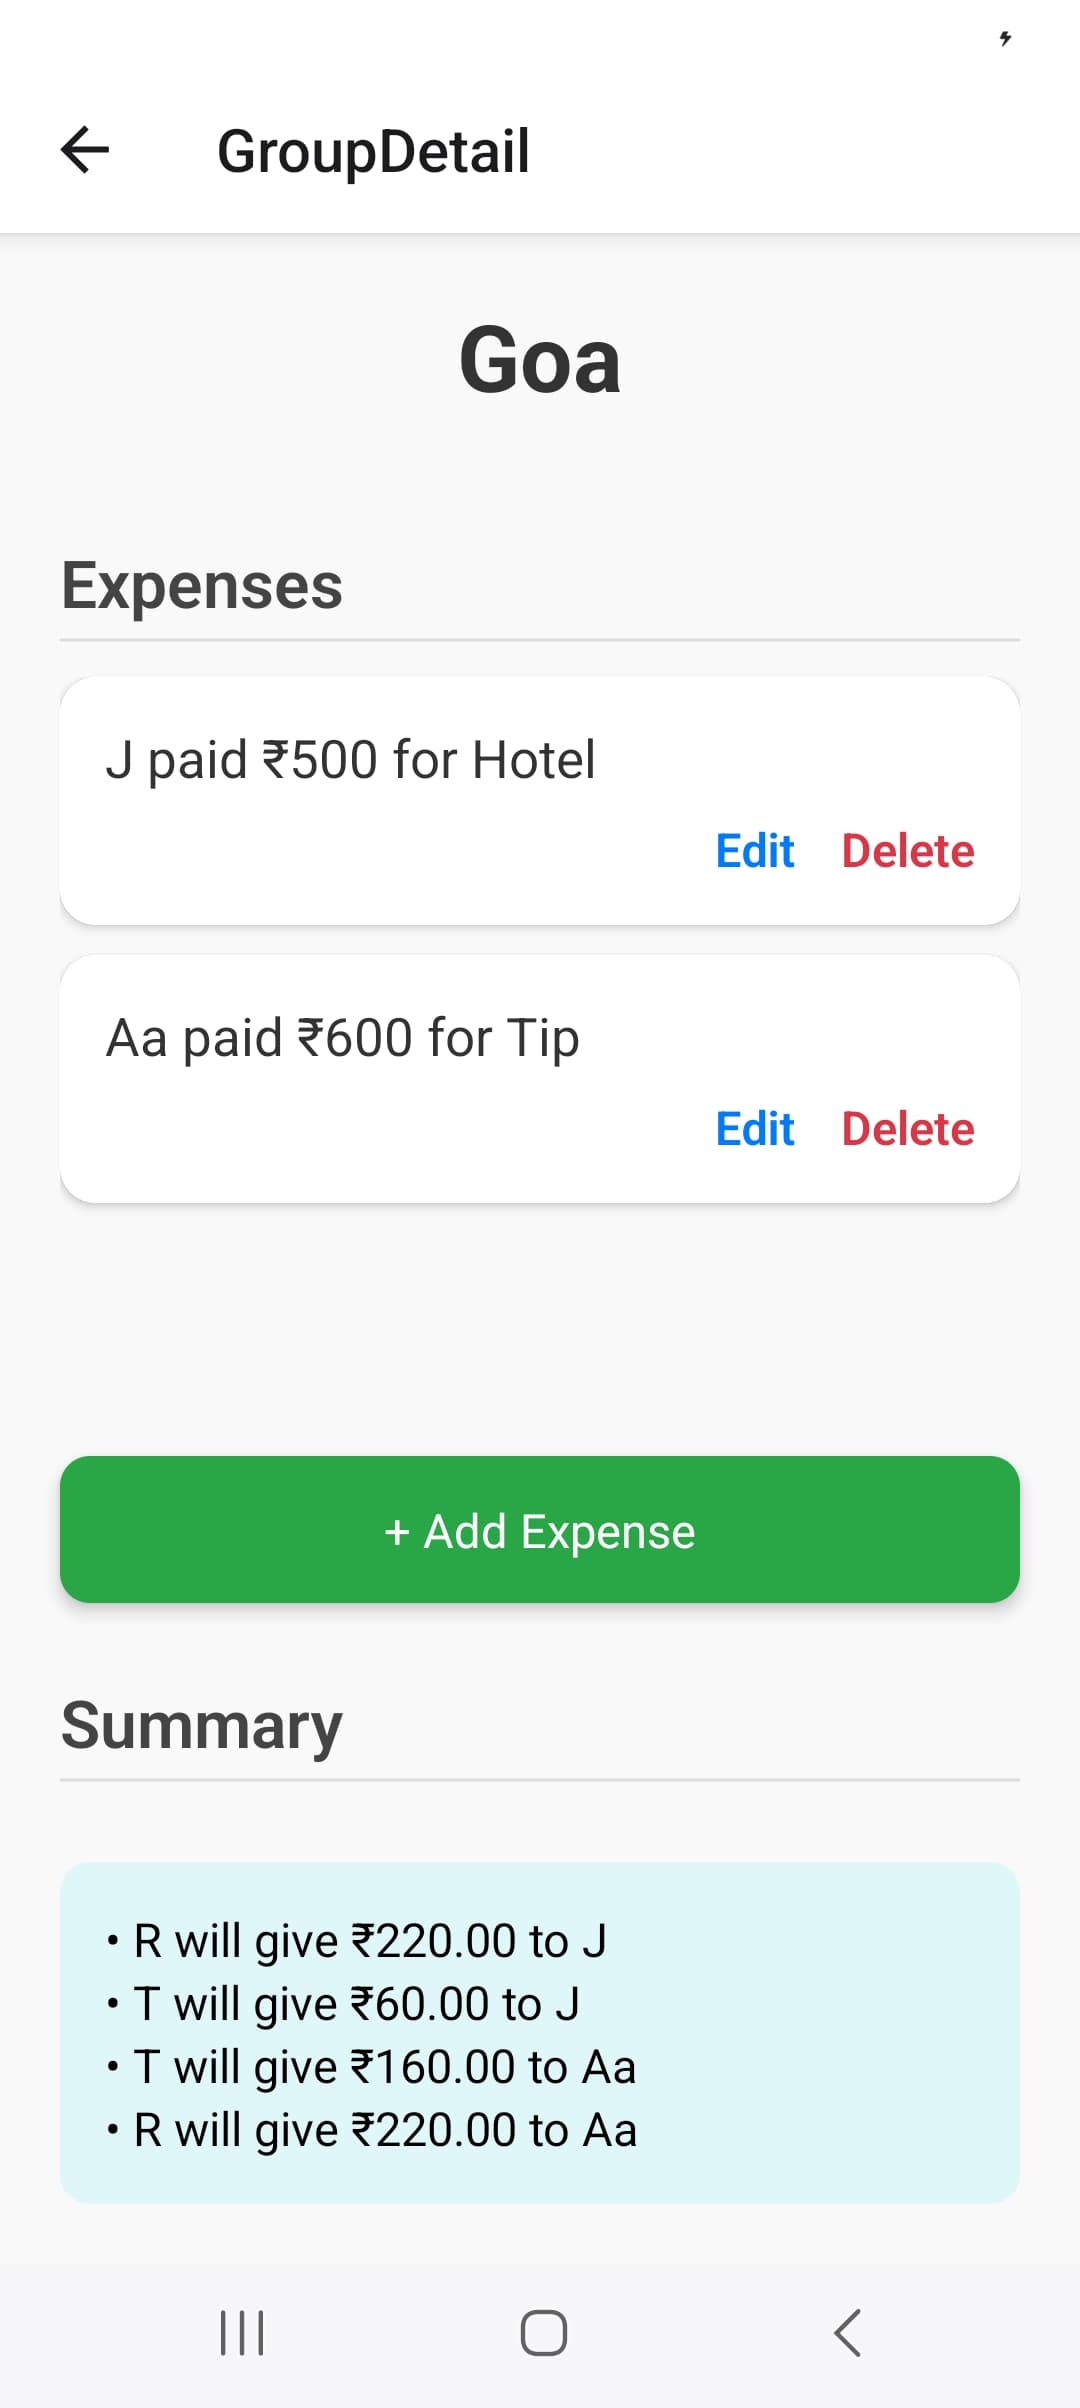 GroupDetail
Goa
Expenses
J paid ₹500 for Hotel
Edit Delete
Aa paid ₹600 for Tip
Edit Delete
+ Add Expense
Summary
• R will give ₹220.00 to J
• T will give ₹60.00 to J
• T will give ₹160.00 to Aa
• R will give ₹220.00 to Aa